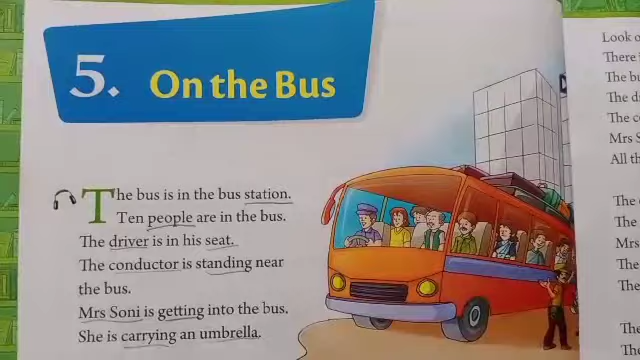 5. On the Bus
The bus is in the bus station.
Ten people are in the bus.
The driver is in his seat.
The conductor is standing near
the bus.
Mrs Soni is getting into the bus.
She is carrying an umbrella.
Look
There
The
The
The
Mrs
All
The
The
Mrs
The
The
The
The